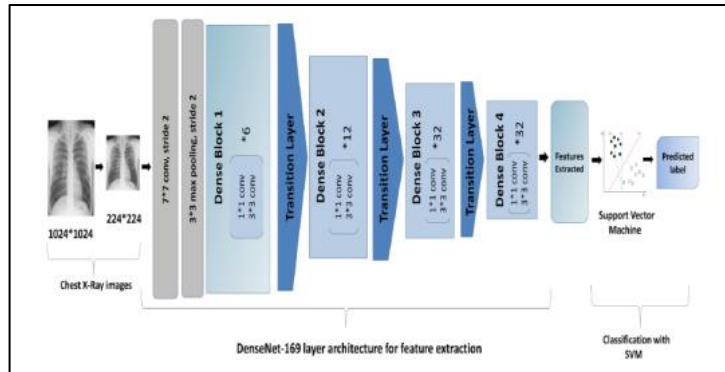 1024*1024
224*224
Chest X-Ray images
7*7 conv, stride 2
3*3 max pooling, stride 2
Dense Block 1
*6
1*1 conv
3*3 conv
Transition Layer
Dense Block 2
*12
1*1 conv
3*3 conv
Transition Layer
Dense Block 3
*32
1*1 conv
3*3 conv
Transition Layer
Dense Block 4
*32
1*1 conv
3*3 conv
Features
Extracted
Support Vector
Machine
Predicted
label
DenseNet-169 layer architecture for feature extraction
Classification with
SVM